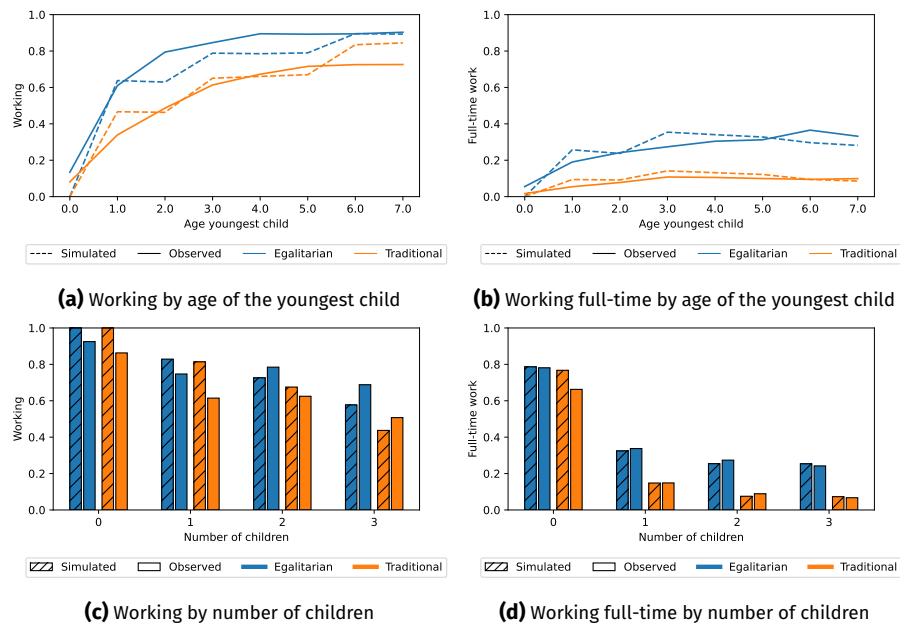 1.0
0.8
0.6
0.4
0.2
0.0
Working
0.0 1.0 2.0 3.0 4.0 5.0 6.0 7.0
Age youngest child
Simulated Observed Egalitarian Traditional
(a) Working by age of the youngest child
1.0
0.8
0.6
0.4
0.2
0.0
Full-time work
0.0 1.0 2.0 3.0 4.0 5.0 6.0 7.0
Age youngest child
Simulated Observed Egalitarian Traditional
(b) Working full-time by age of the youngest child
1.0
0.8
0.6
0.4
0.2
0.0
Working
0 1 2 3
Number of children
Simulated Observed Egalitarian Traditional
(c) Working by number of children
1.0
0.8
0.6
0.4
0.2
0.0
Full-time work
0 1 2 3
Number of children
Simulated Observed Egalitarian Traditional
(d) Working full-time by number of children